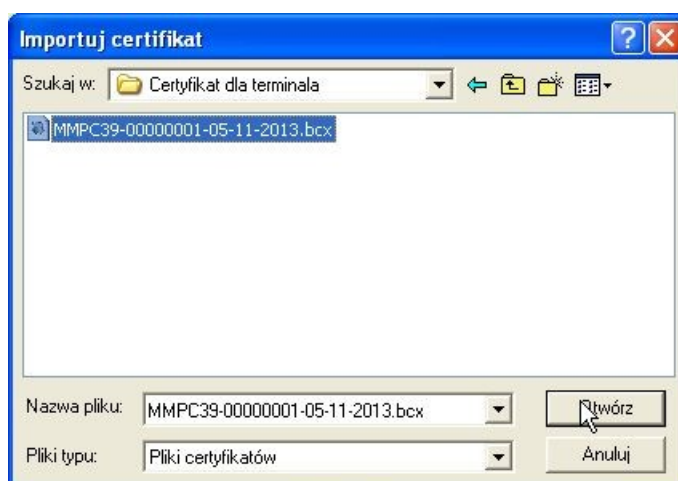 Importuj certifikat
Szukaj w: Certyfikat dla terminala
MMPC39-00000001-05-11-2013.bcx
Nazwa pliku: MMPC39-00000001-05-11-2013.bcx Otwórz
Pliki typu: Pliki certyfikatów Anuluj